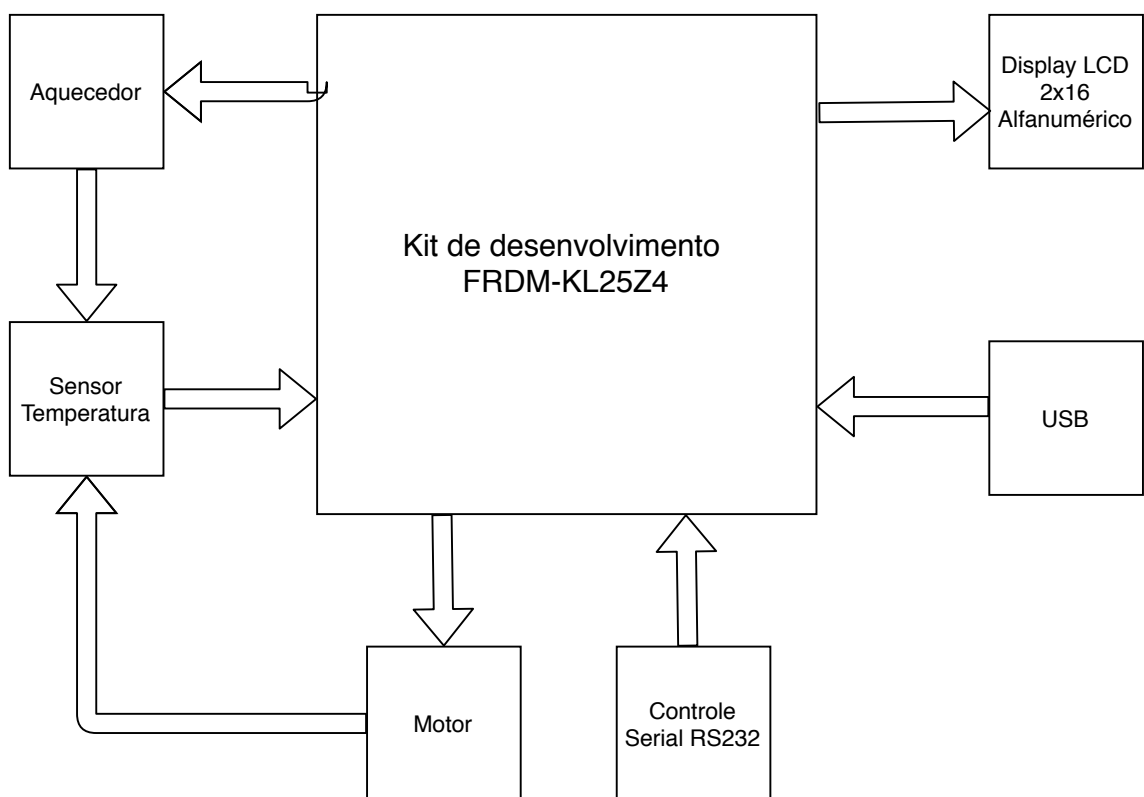 Aquecedor
Display LCD
2x16
Alfanumérico
Kit de desenvolvimento
FRDM-KL25Z4
Sensor
Temperatura
USB
Motor
Controle
Serial RS232